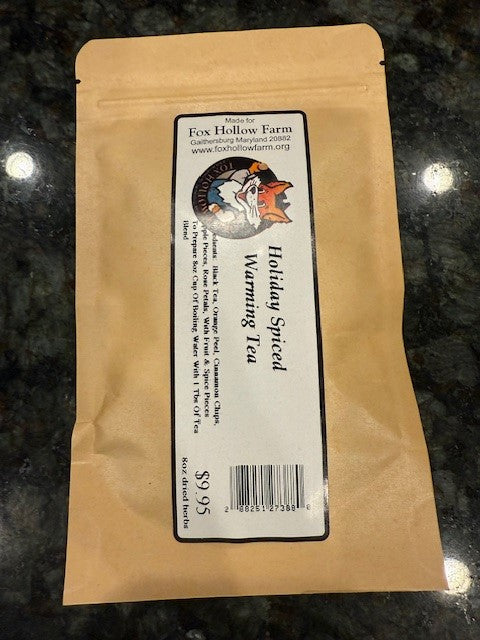 Made for
Fox Hollow Farm
Gaithersburg Maryland 20882
www.foxhollowfarm.org
FOX HOLLOW
Holiday Spiced
Warming Tea
Black Tea, Orange Peel, Cinnamon Chips,
Pieces, Rose Petals, With Fruit & Spice Pieces
To Prepare 8oz Cup Of Boiling Water With 1 Tbs Of Tea
Blend
$9.95
8oz dried herbs